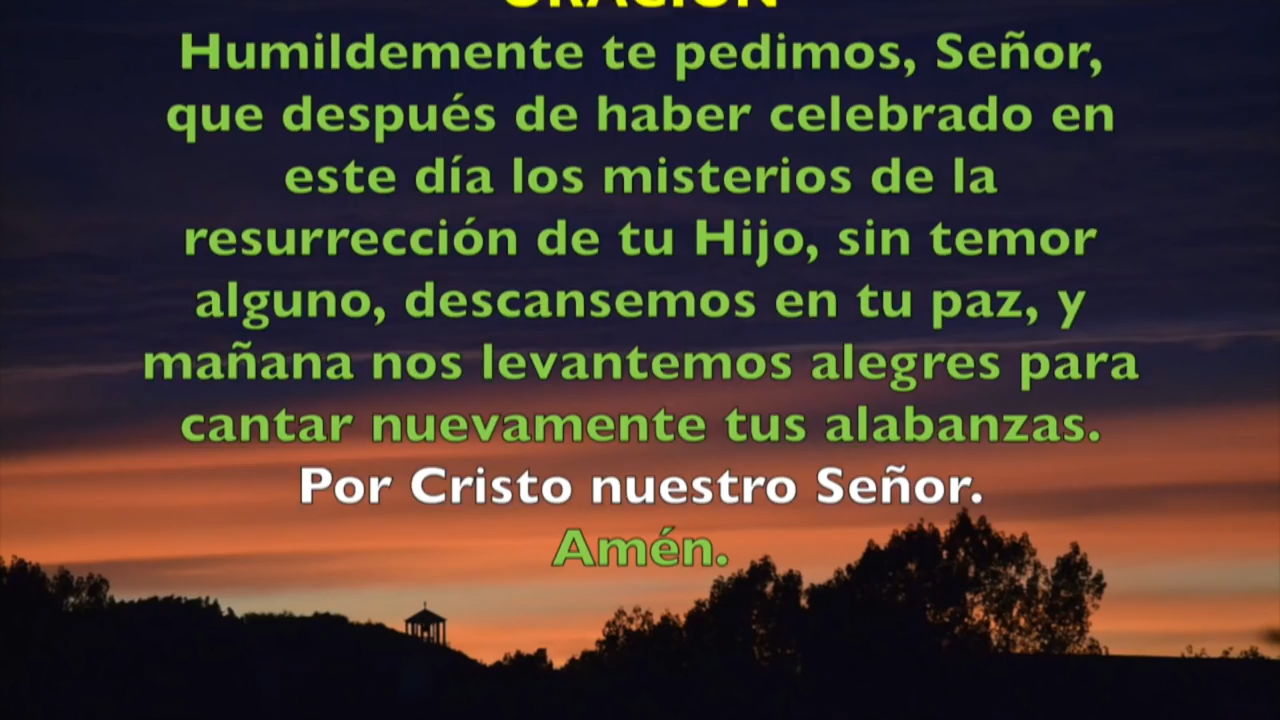 ORACIÓN
Humildemente te pedimos, Señor,
que después de haber celebrado en
este día los misterios de la
resurrección de tu Hijo, sin temor
alguno, descansemos en tu paz, y
mañana nos levantemos alegres para
cantar nuevamente tus alabanzas.
Por Cristo nuestro Señor.
Amén.